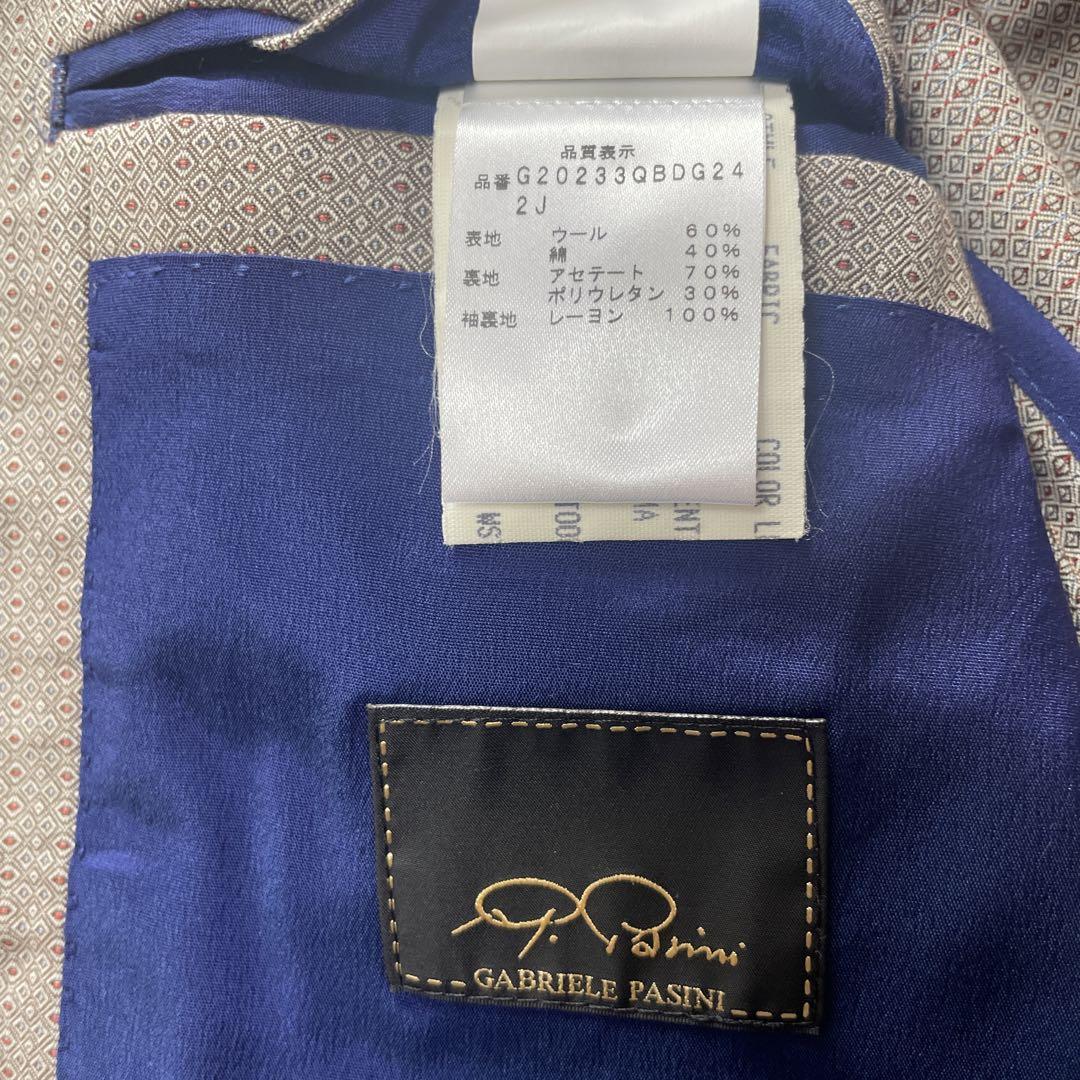 品質表示
品番 G20233QBDG24
2J
表地 ウール 60%
綿 40%
裏地 アセテート 70%
ポリウレタン 30%
袖裏地 レーヨン 100%
FABRIC
COLOR
G. Pasini
GABRIELE PASINI